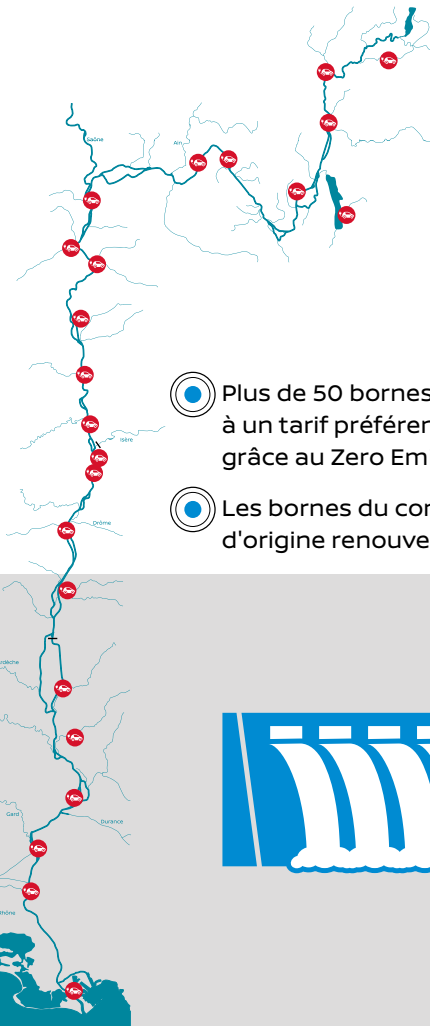 Saône
Ain
Plus de 50 bornes
à un tarif préféren
grâce au Zero Em
Isère
Les bornes du cor
d'origine renouve
Drôme
rdèche
Gard
Durance
Rhône